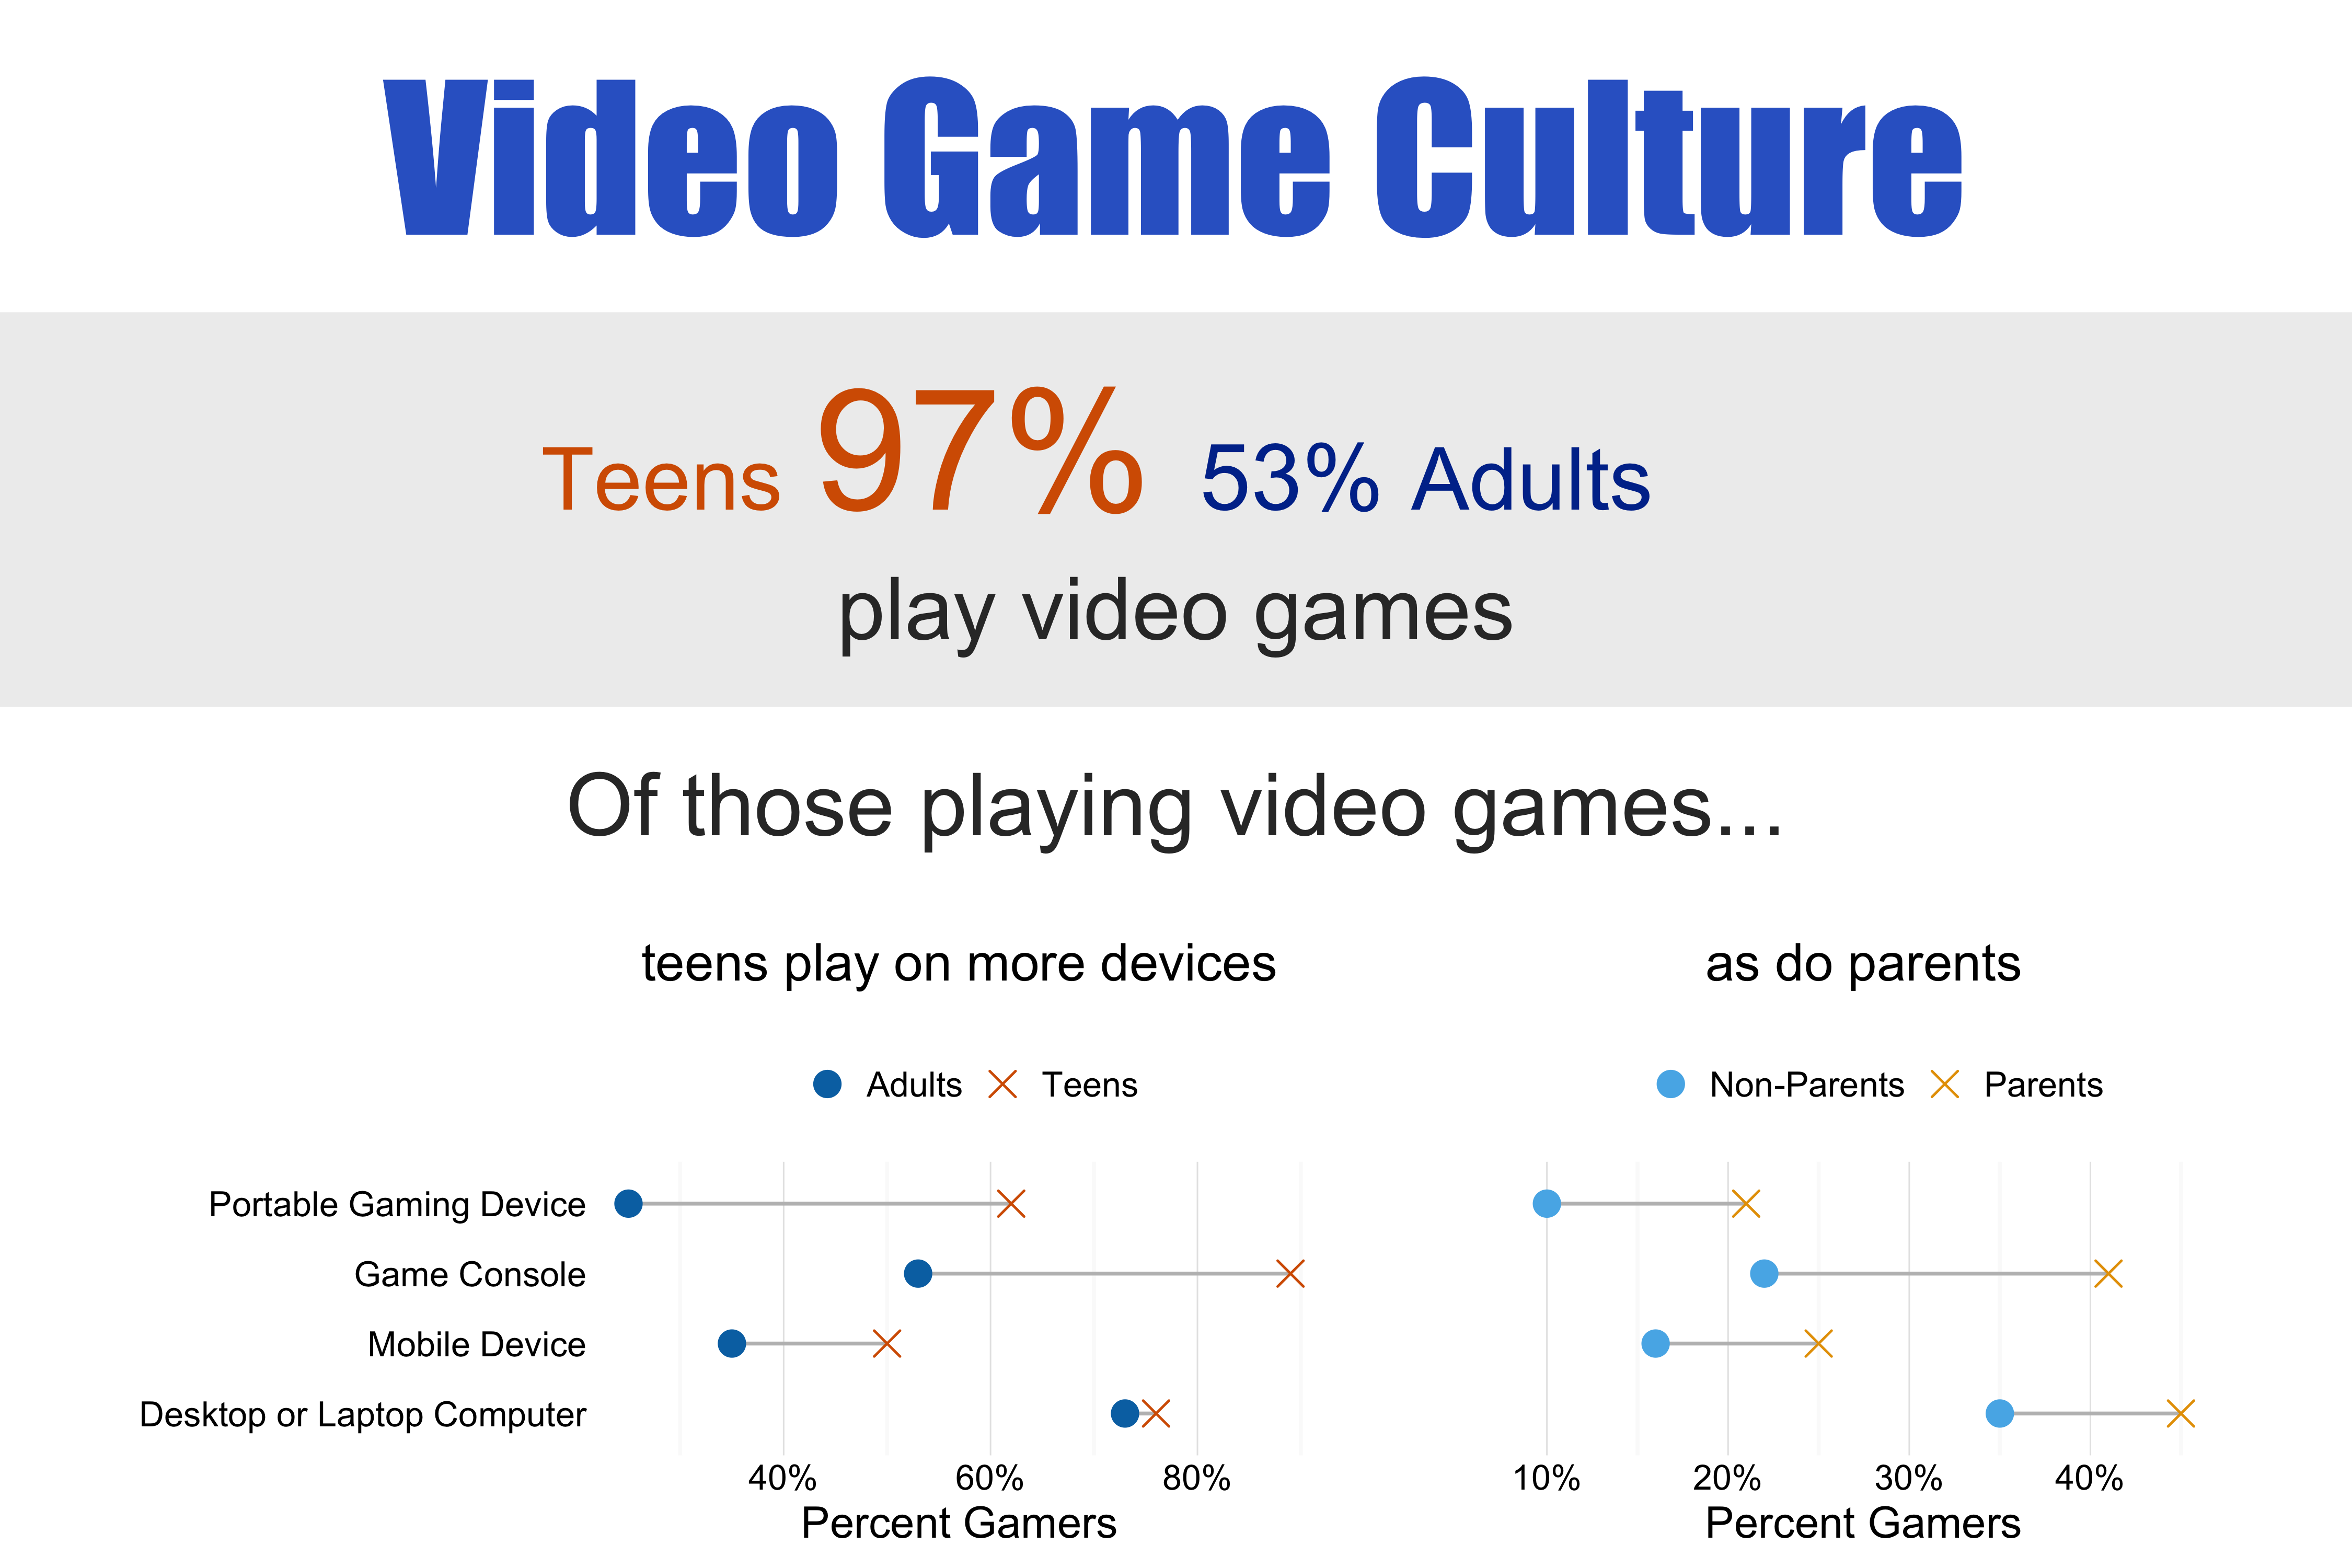 Video Game Culture
Teens 97% 53% Adults
play video games
Of those playing video games...
teens play on more devices
Adults Teens
Portable Gaming Device
Game Console
Mobile Device
Desktop or Laptop Computer
40% 60% 80%
Percent Gamers
as do parents
Non-Parents Parents
10% 20% 30% 40%
Percent Gamers